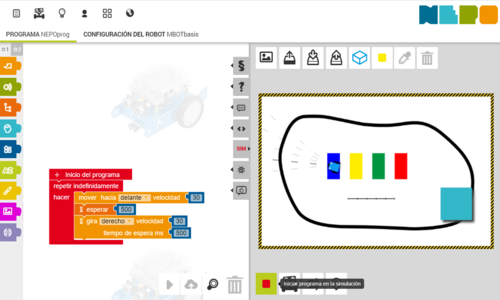 NEPO
PROGRAMA NEPOprog
CONFIGURACIÓN DEL ROBOT MBOTbasis
SIM
+ Inicio del programa
repetir indefinidamente
hacer mover hacia delante velocidad 30
esperar 500
gira derecho velocidad 30
tiempo de espera ms 500
Iniciar programa en la simulación